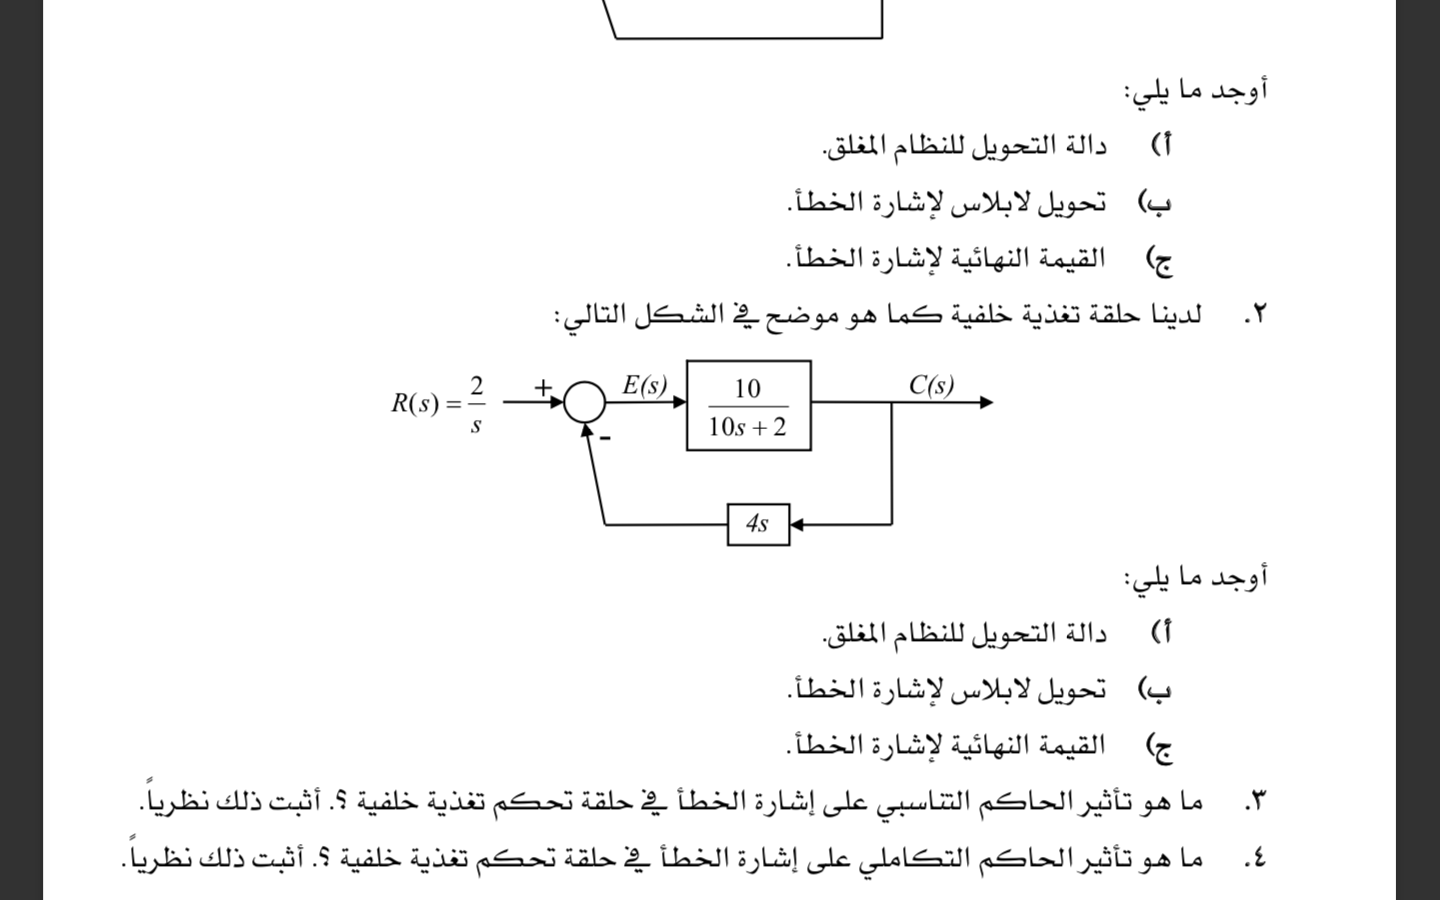 أوجد ما يلي:
أ) دالة التحويل للنظام المغلق.
ب) تحويل لابلاس لإشارة الخطأ.
ج) القيمة النهائية لإشارة الخطأ.
٢. لدينا حلقة تغذية خلفية كما هو موضح في الشكل التالي:
R(s) = 2/s + E(s) 10/(10s + 2) C(s)
-
4s
أوجد ما يلي:
أ) دالة التحويل للنظام المغلق.
ب) تحويل لابلاس لإشارة الخطأ.
ج) القيمة النهائية لإشارة الخطأ.
٣. ما هو تأثير الحاكم التناسبي على إشارة الخطأ في حلقة تحكم تغذية خلفية ؟. أثبت ذلك نظرياً.
٤. ما هو تأثير الحاكم التكاملي على إشارة الخطأ في حلقة تحكم تغذية خلفية ؟. أثبت ذلك نظرياً.